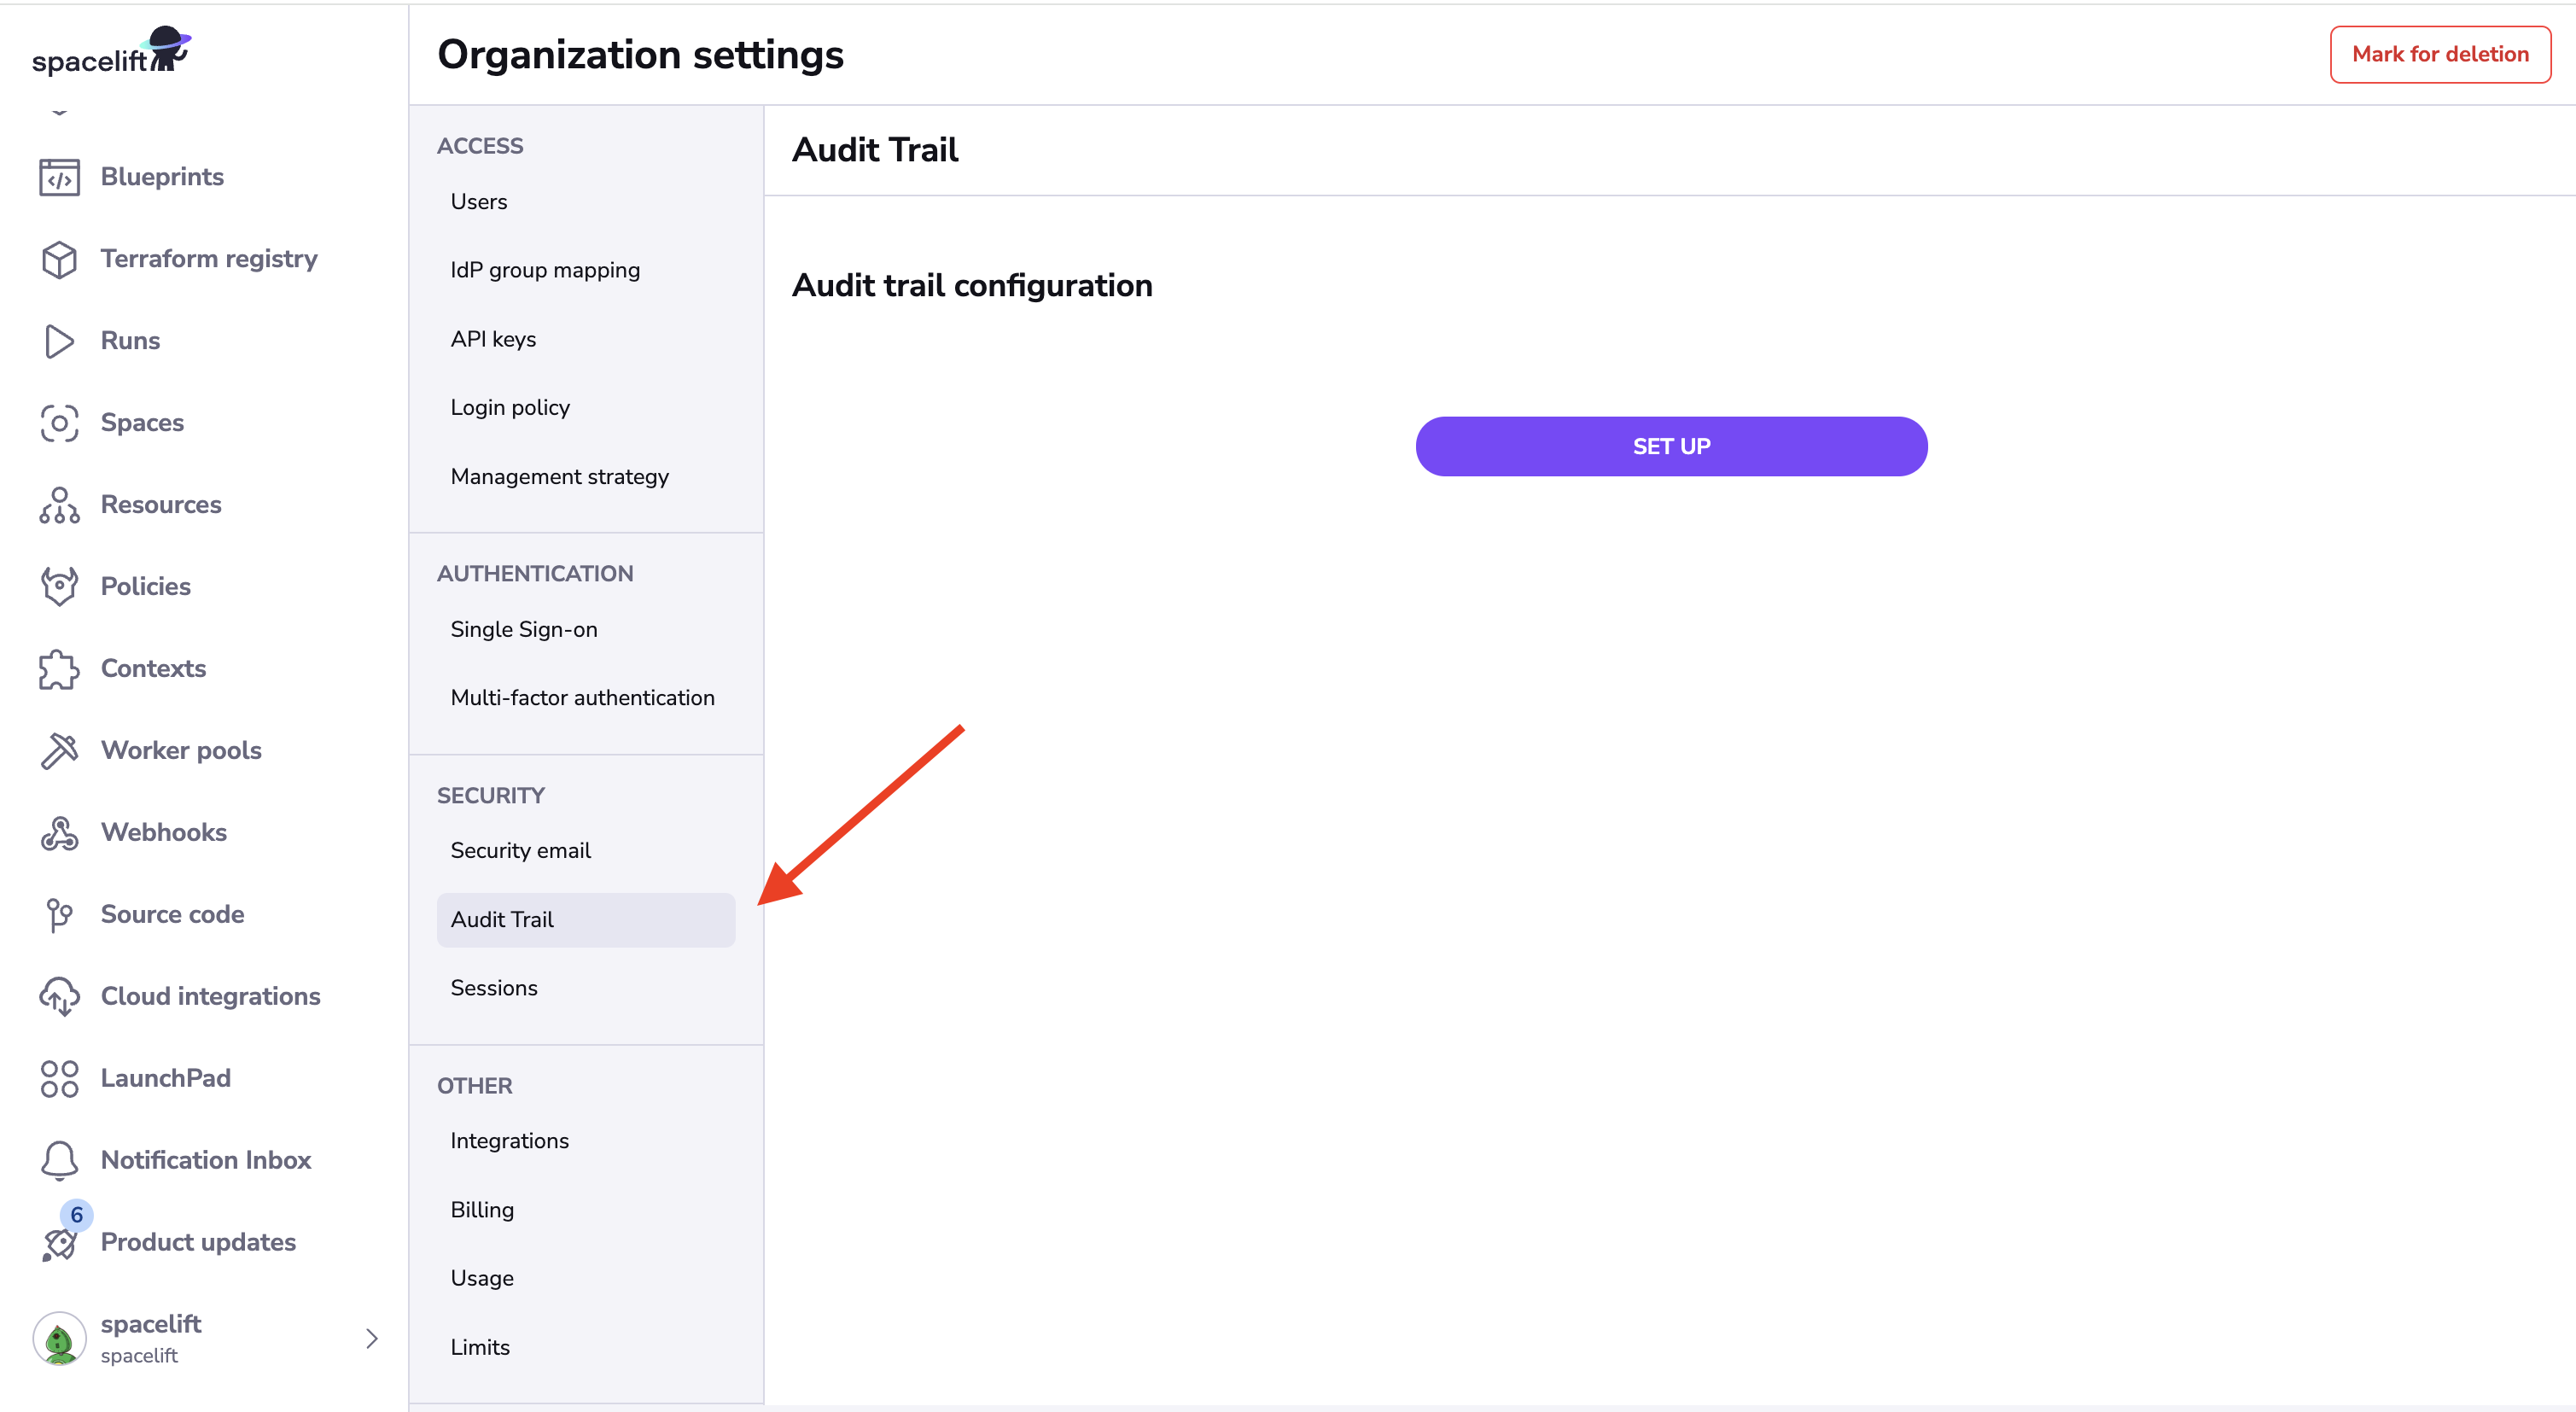 spacelift
Blueprints
Terraform registry
Runs
Spaces
Resources
Policies
Contexts
Worker pools
Webhooks
Source code
Cloud integrations
LaunchPad
Notification Inbox
6
Product updates
spacelift
spacelift
Organization settings
Mark for deletion
ACCESS
Users
IdP group mapping
API keys
Login policy
Management strategy
AUTHENTICATION
Single Sign-on
Multi-factor authentication
SECURITY
Security email
Audit Trail
Sessions
OTHER
Integrations
Billing
Usage
Limits
Audit Trail
Audit trail configuration
SET UP